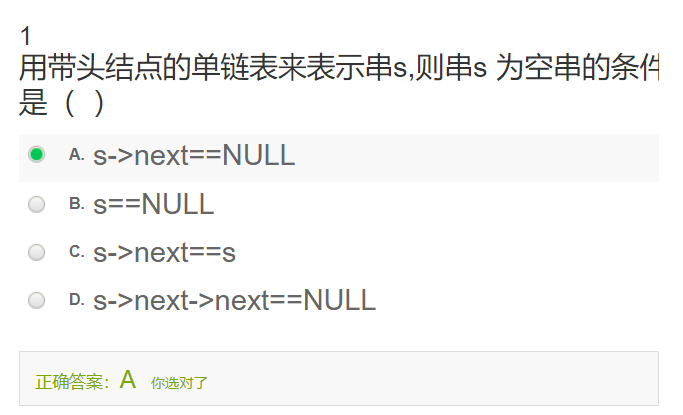 1
用带头结点的单链表来表示串s,则串s 为空串的条件
是（ ）
A. s->next==NULL
B. s==NULL
C. s->next==s
D. s->next->next==NULL
正确答案： A 你选对了